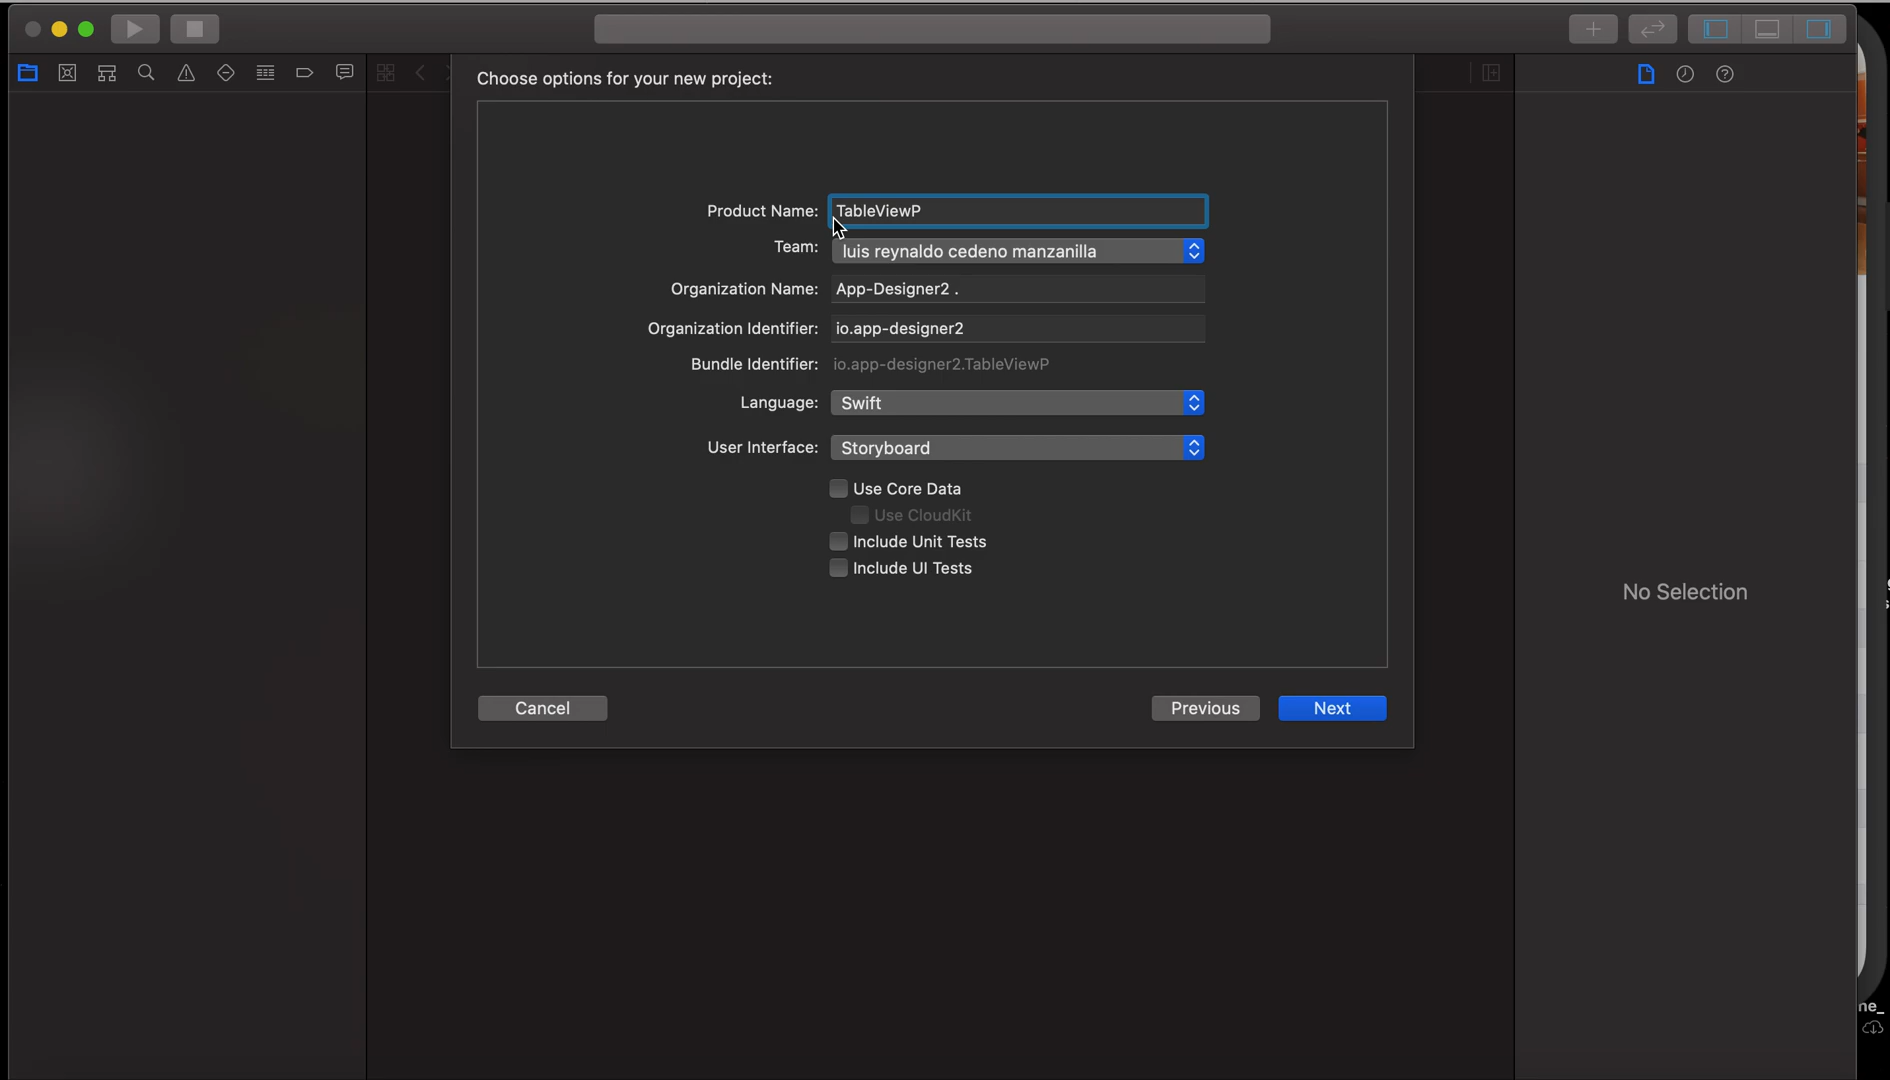 Choose options for your new project:
Product Name: TableViewP
Team: luis reynaldo cedeno manzanilla
Organization Name: App-Designer2 .
Organization Identifier: io.app-designer2
Bundle Identifier: io.app-designer2.TableViewP
Language: Swift
User Interface: Storyboard
Use Core Data
Use CloudKit
Include Unit Tests
Include UI Tests
No Selection
Cancel Previous Next
ne_